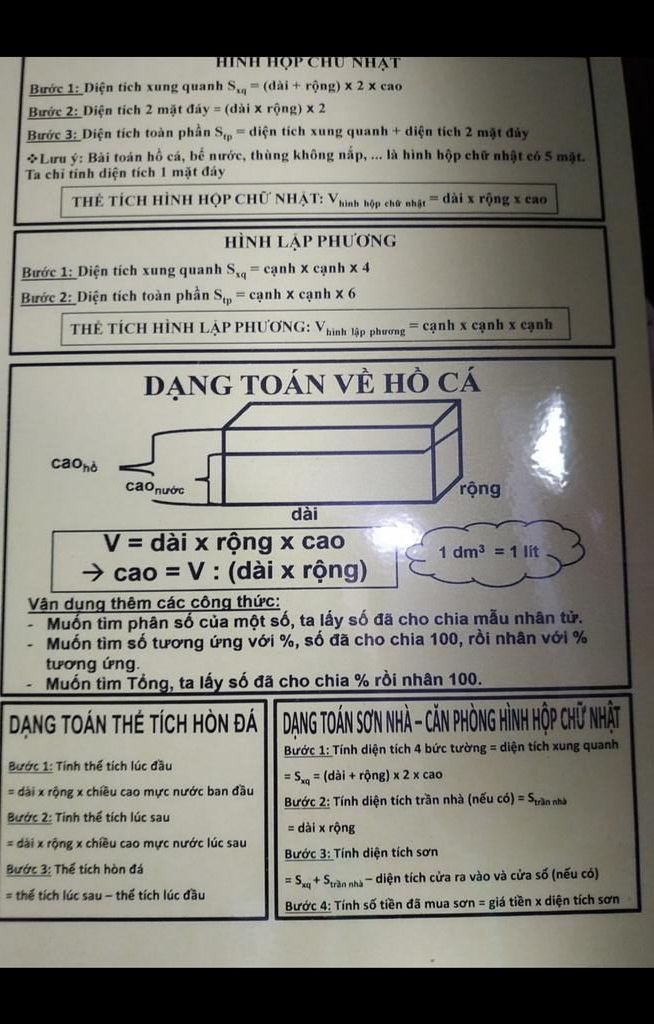 HÌNH HỘP CHỮ NHẬT
Bước 1: Diện tích xung quanh Sxq = (dài + rộng) x 2 x cao
Bước 2: Diện tích 2 mặt đáy = (dài x rộng) x 2
Bước 3: Diện tích toàn phần Stp = diện tích xung quanh + diện tích 2 mặt đáy
❖Lưu ý: Bài toán hồ cá, bể nước, thùng không nắp, ... là hình hộp chữ nhật có 5 mặt.
Ta chỉ tính diện tích 1 mặt đáy
THỂ TÍCH HÌNH HỘP CHỮ NHẬT: Vhình hộp chữ nhật = dài x rộng x cao
HÌNH LẬP PHƯƠNG
Bước 1: Diện tích xung quanh Sxq = cạnh x cạnh x 4
Bước 2: Diện tích toàn phần Stp = cạnh x cạnh x 6
THỂ TÍCH HÌNH LẬP PHƯƠNG: Vhình lập phương = cạnh x cạnh x cạnh
DẠNG TOÁN VỀ HỒ CÁ
caohồ
caonước
rộng
dài
V = dài x rộng x cao
→ cao = V : (dài x rộng)
1 dm³ = 1 lít
Vận dụng thêm các công thức:
- Muốn tìm phân số của một số, ta lấy số đã cho chia mẫu nhân tử.
- Muốn tìm số tương ứng với %, số đã cho chia 100, rồi nhân với %
tương ứng.
- Muốn tìm Tổng, ta lấy số đã cho chia % rồi nhân 100.
DẠNG TOÁN THỂ TÍCH HÒN ĐÁ
Bước 1: Tính thể tích lúc đầu
= dài x rộng x chiều cao mực nước ban đầu
Bước 2: Tính thể tích lúc sau
= dài x rộng x chiều cao mực nước lúc sau
Bước 3: Thể tích hòn đá
= thể tích lúc sau – thể tích lúc đầu
DẠNG TOÁN SƠN NHÀ – CĂN PHÒNG HÌNH HỘP CHỮ NHẬT
Bước 1: Tính diện tích 4 bức tường = diện tích xung quanh
= Sxq = (dài + rộng) x 2 x cao
Bước 2: Tính diện tích trần nhà (nếu có) = Strần nhà
= dài x rộng
Bước 3: Tính diện tích sơn
= Sxq + Strần nhà – diện tích cửa ra vào và cửa sổ (nếu có)
Bước 4: Tính số tiền đã mua sơn = giá tiền x diện tích sơn